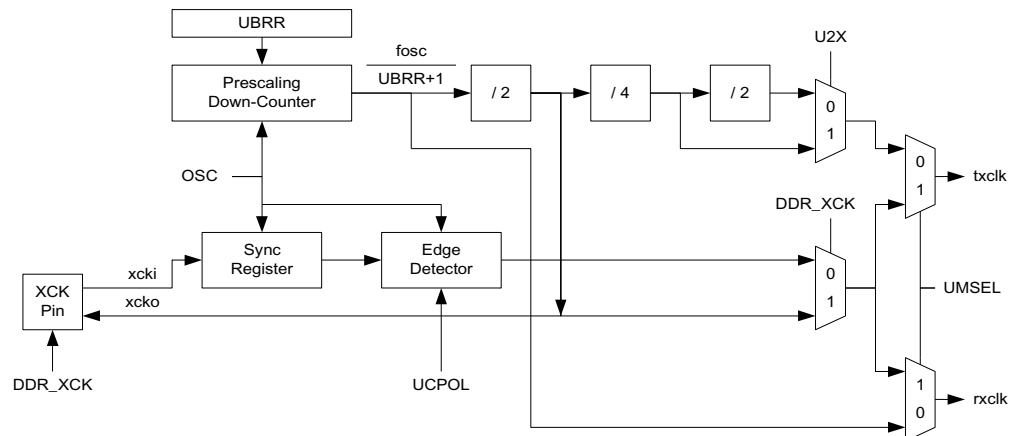 UBRR
fosc
U2X
Prescaling
Down-Counter
UBRR+1
/ 2
/ 4
/ 2
0
1
OSC
0
1
txclk
DDR_XCK
Sync
Register
Edge
Detector
xcki
0
1
UMSEL
XCK
Pin
xcko
DDR_XCK
UCPOL
1
0
rxclk